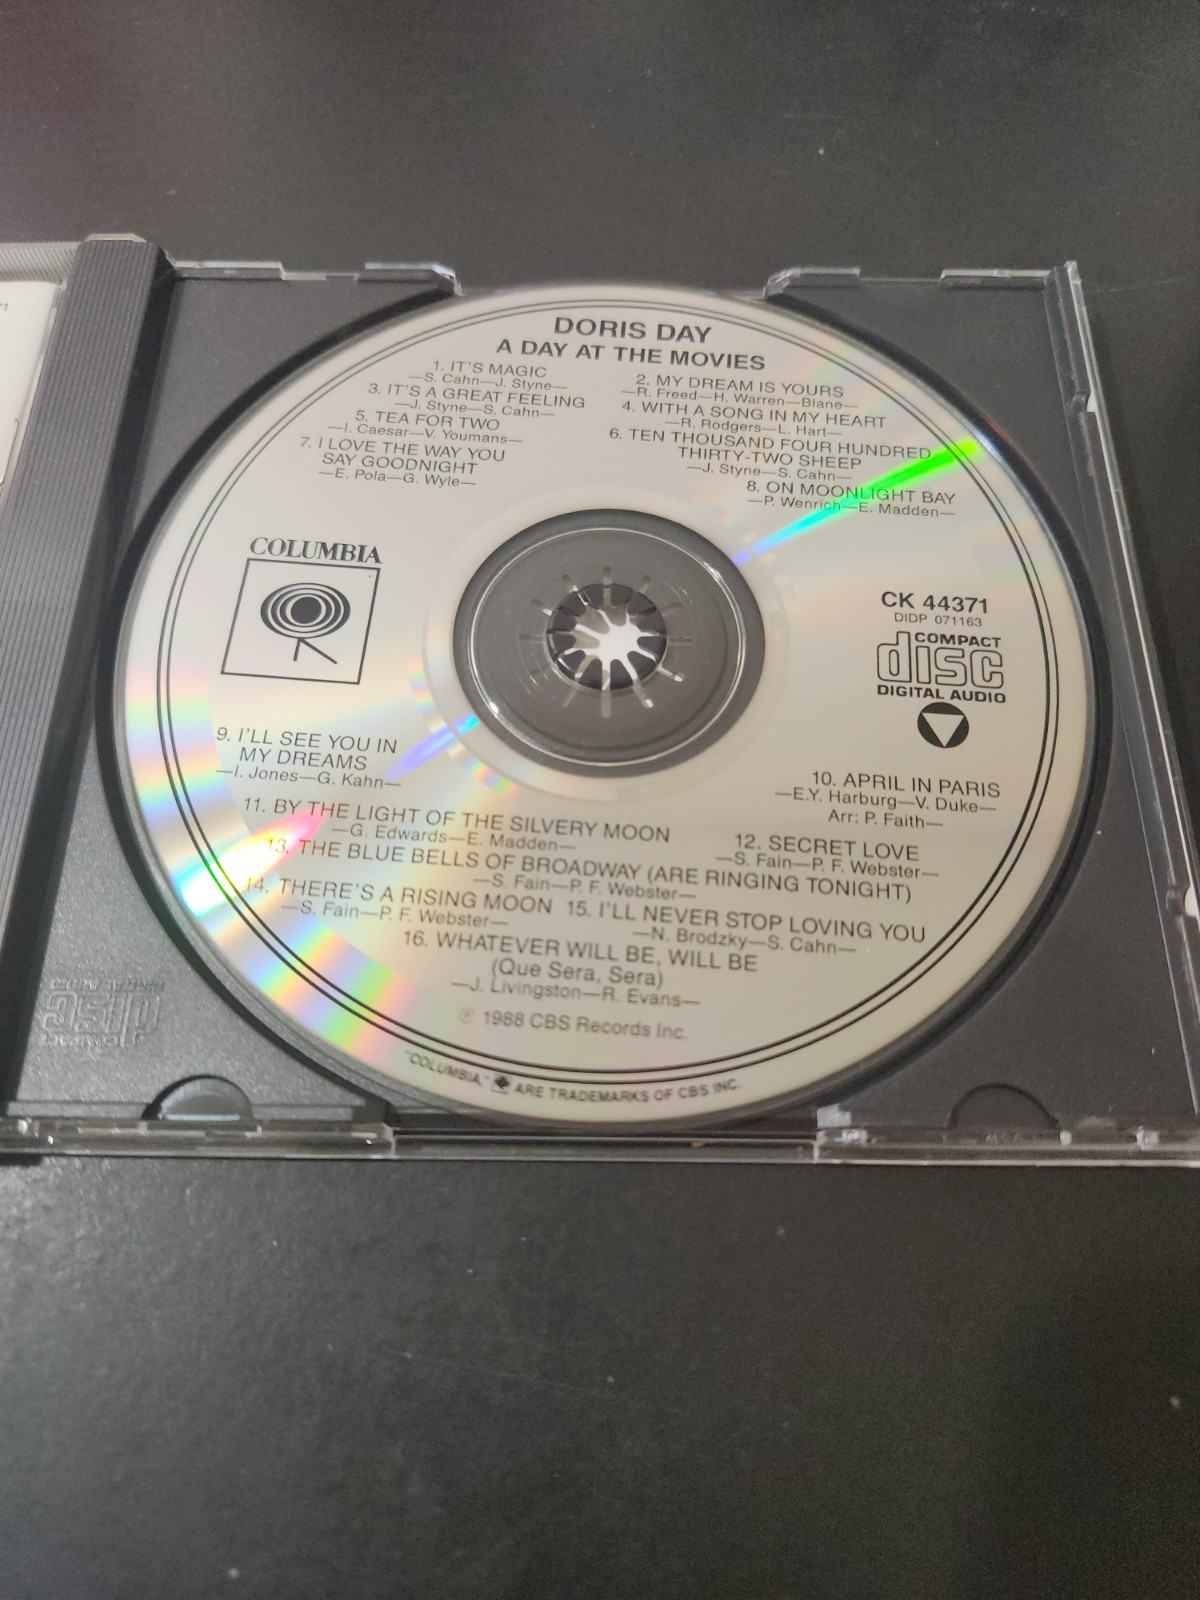 DORIS DAY
A DAY AT THE MOVIES
1. IT'S MAGIC
—S. Cahn—J. Styne—
2. MY DREAM IS YOURS
—R. Freed—H. Warren—Blane—
3. IT'S A GREAT FEELING
—J. Styne—S. Cahn—
4. WITH A SONG IN MY HEART
—R. Rodgers—L. Hart—
5. TEA FOR TWO
—I. Caesar—V. Youmans—
6. TEN THOUSAND FOUR HUNDRED
THIRTY-TWO SHEEP
—J. Styne—S. Cahn—
7. I LOVE THE WAY YOU
SAY GOODNIGHT
—E. Pola—G. Wyle—
8. ON MOONLIGHT BAY
—P. Wenrich—E. Madden—
COLUMBIA
CK 44371
DIDP 071163
COMPACT
disc
DIGITAL AUDIO
9. I'LL SEE YOU IN
MY DREAMS
—I. Jones—G. Kahn—
10. APRIL IN PARIS
—E.Y. Harburg—V. Duke—
Arr: P. Faith—
11. BY THE LIGHT OF THE SILVERY MOON
—G. Edwards—E. Madden—
12. SECRET LOVE
—S. Fain—P. F. Webster—
13. THE BLUE BELLS OF BROADWAY (ARE RINGING TONIGHT)
—S. Fain—P. F. Webster—
14. THERE'S A RISING MOON
—S. Fain—P. F. Webster—
15. I'LL NEVER STOP LOVING YOU
—N. Brodzky—S. Cahn—
16. WHATEVER WILL BE, WILL BE
(Que Sera, Sera)
—J. Livingston—R. Evans—
℗ 1988 CBS Records Inc.
"COLUMBIA," ARE TRADEMARKS OF CBS INC.